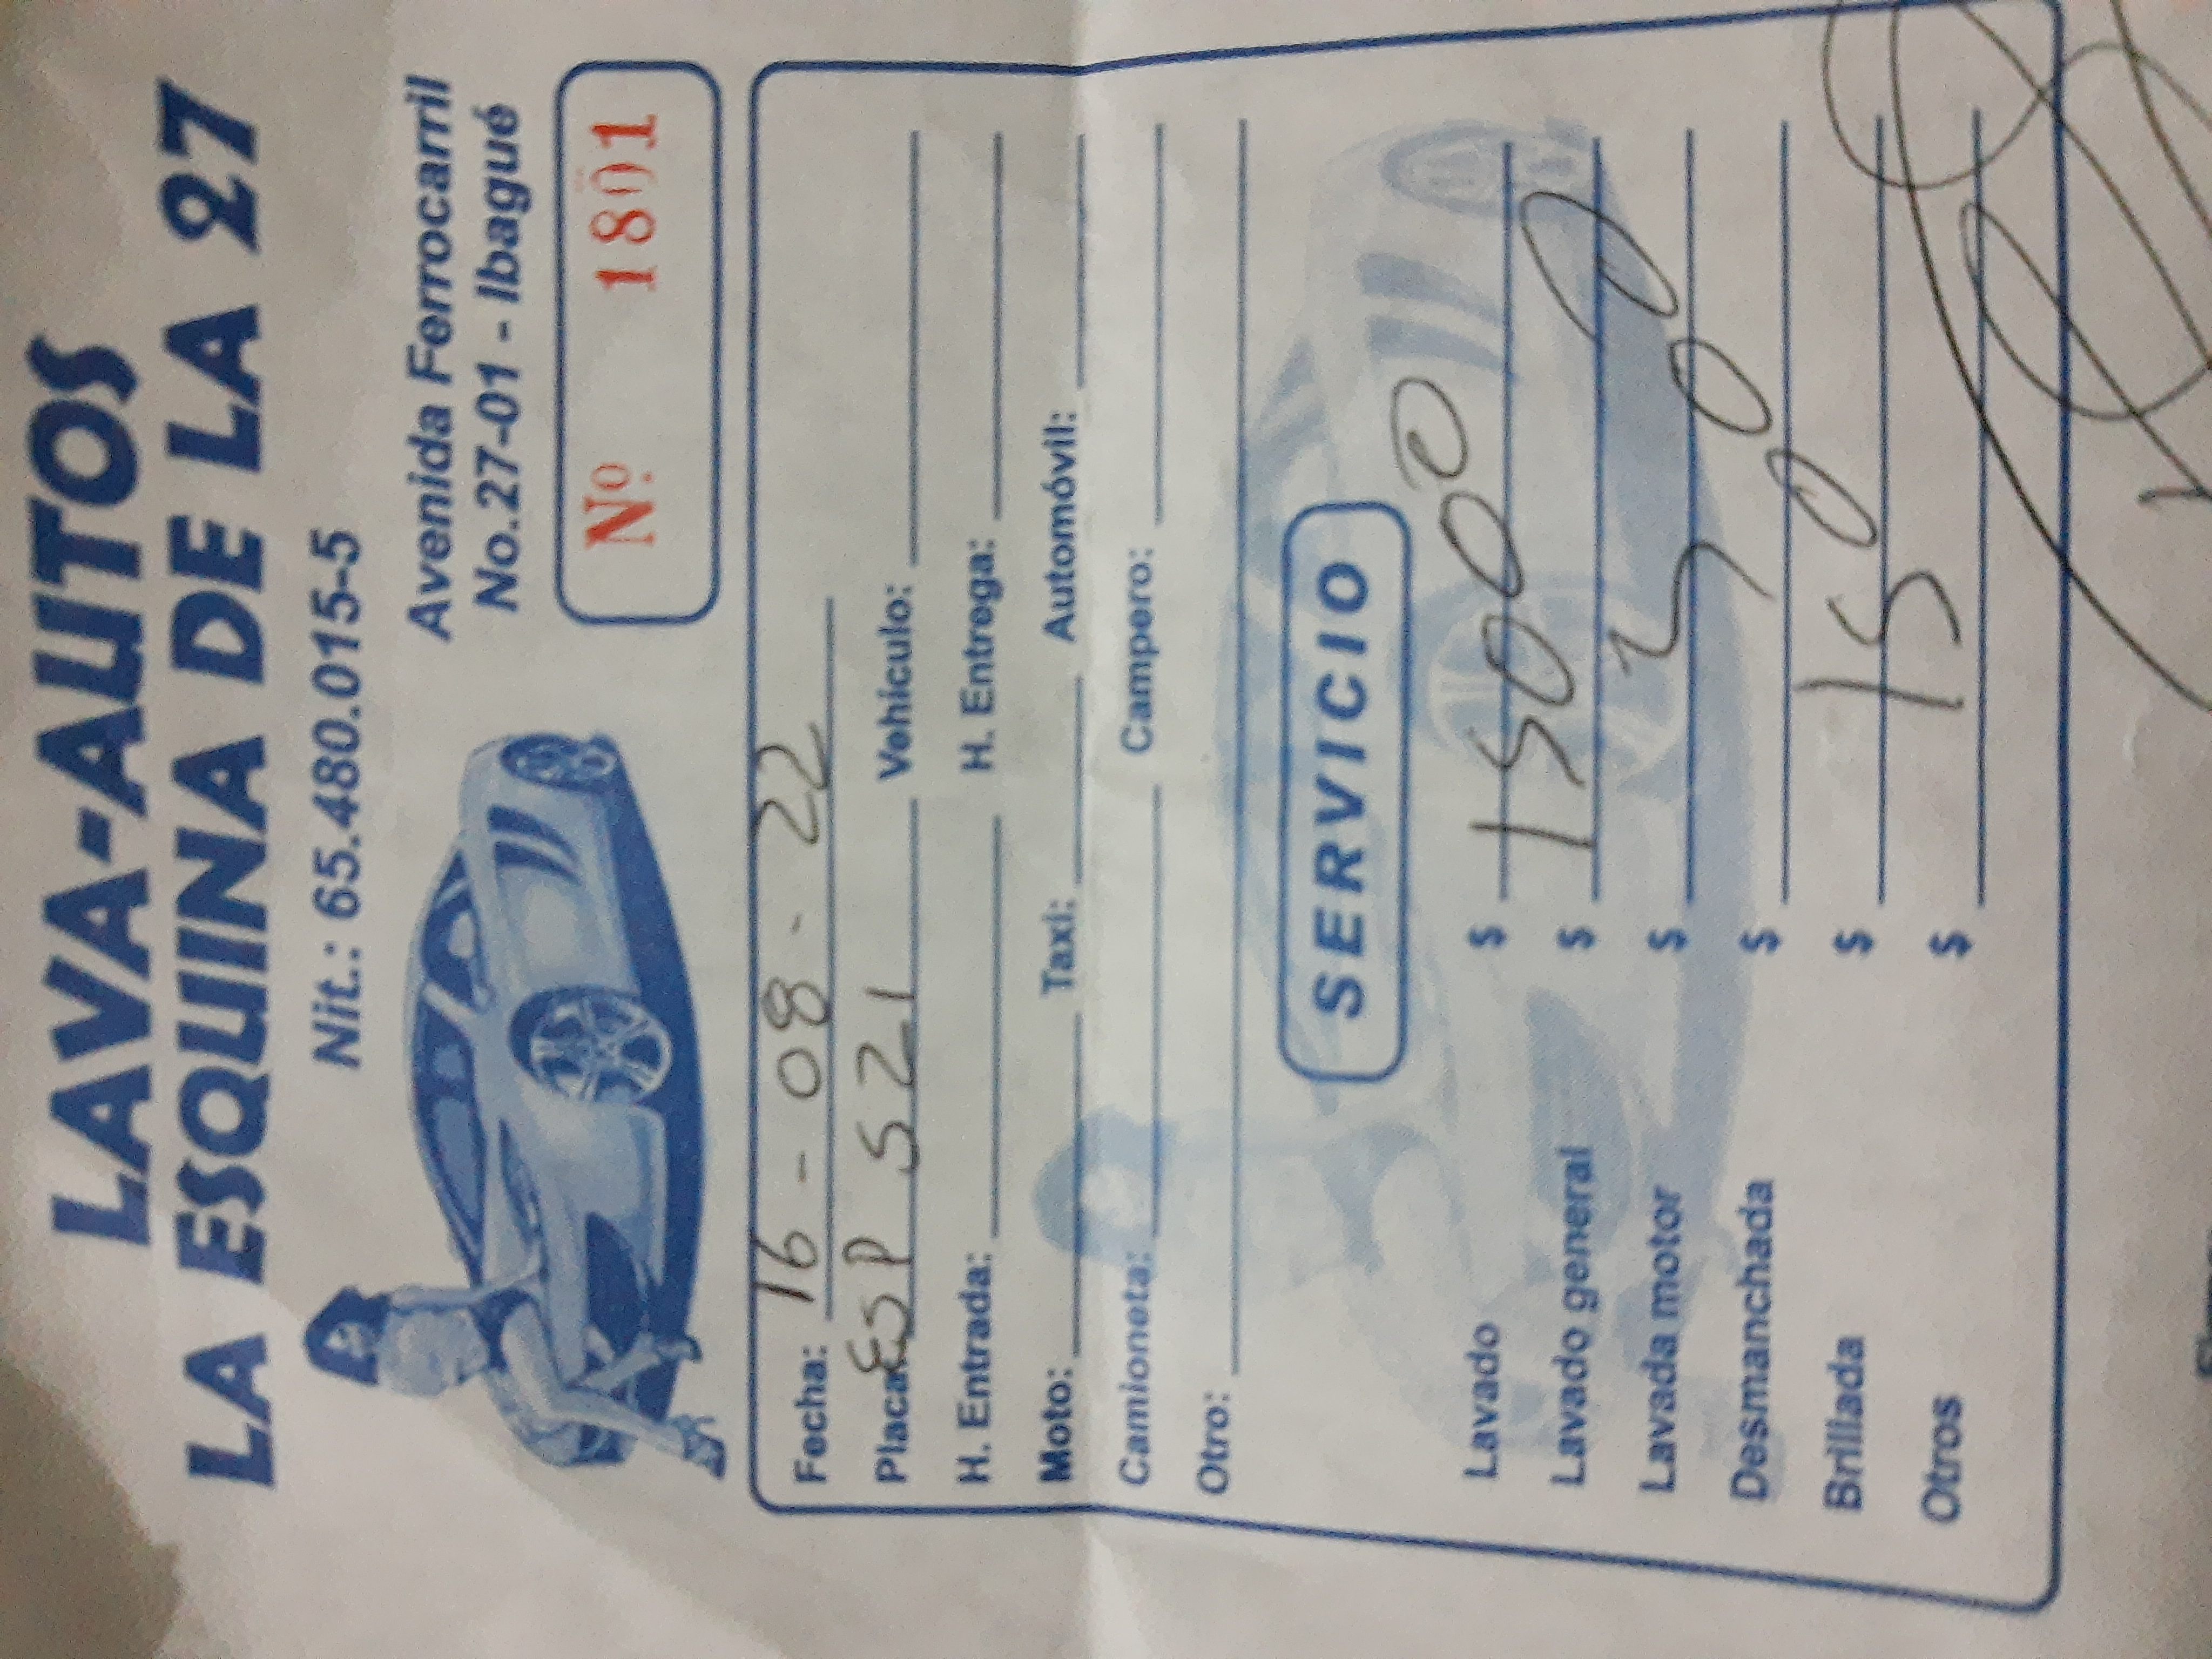 LAVA-AUTOS
LA ESQUINA DE LA 27
Nit.: 65.480.015-5
Avenida Ferrocarril
No.27-01 - Ibagué
Nº 1801
Fecha: 16 - 08 - 22
Placa: ESP 521 Vehículo:
H. Entrada: H. Entrega:
Moto: Taxi: Automóvil:
Camioneta: Campero:
Otro:
SERVICIO
Lavado $
Lavado general $ 15000
Lavada motor $
Desmanchada $
Brillada $
Otros $ 15